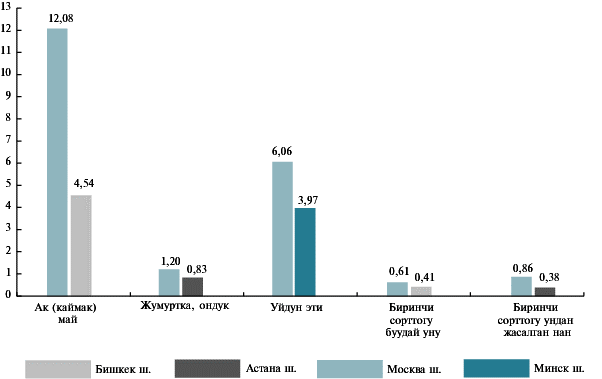 13
12
11
10
9
8
7
6
5
4
3
2
1
0
12,08
4,54
1,20
0,83
6,06
3,97
0,61
0,41
0,86
0,38
Ак (каймак)
май
Жумуртка, ондук
Уйдун эти
Биринчи
сорттогу
буудай уну
Биринчи
сорттогу ундан
жасалган нан
Бишкек ш.
Астана ш.
Москва ш.
Минск ш.